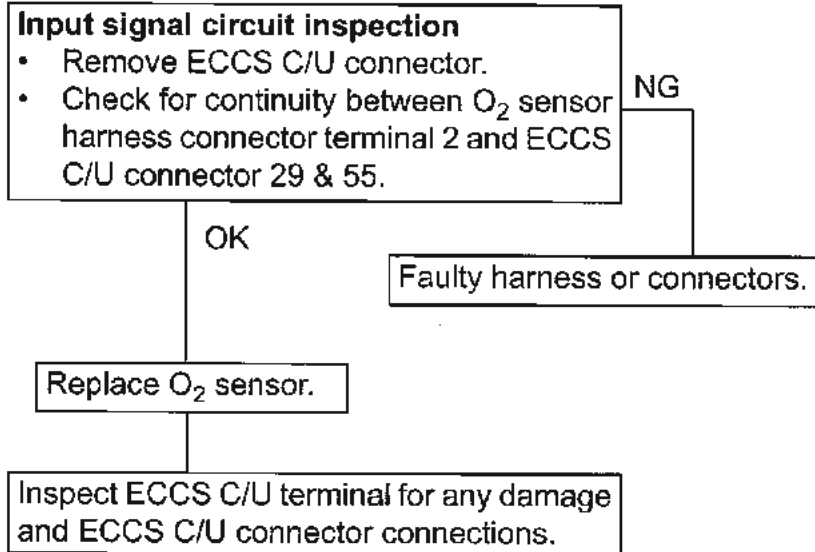 Input signal circuit inspection
• Remove ECCS C/U connector.
• Check for continuity between O₂ sensor
harness connector terminal 2 and ECCS
C/U connector 29 & 55.
NG
OK
Faulty harness or connectors.
Replace O₂ sensor.
Inspect ECCS C/U terminal for any damage
and ECCS C/U connector connections.